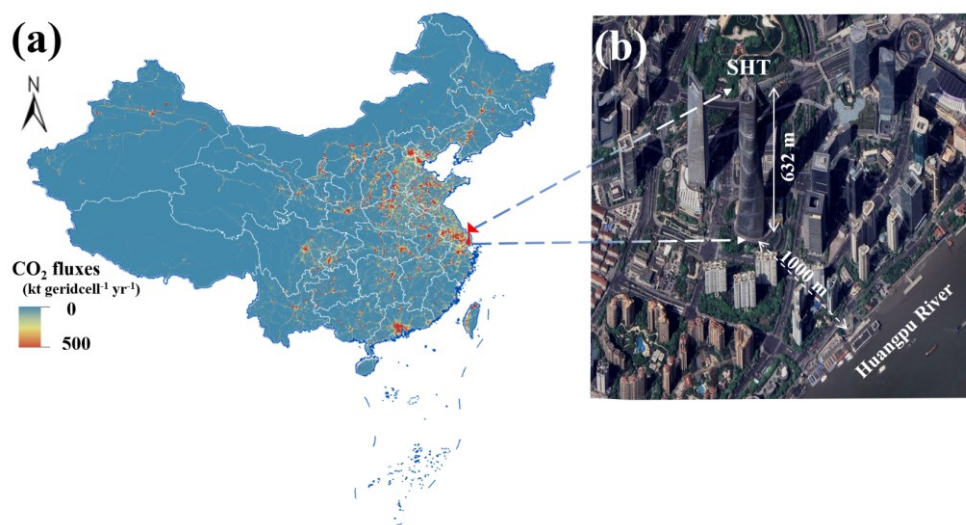 (a)
N
CO₂ fluxes
(kt geridcell⁻¹ yr⁻¹)
0
500
(b)
SHT
632 m
1000 m
Huangpu River